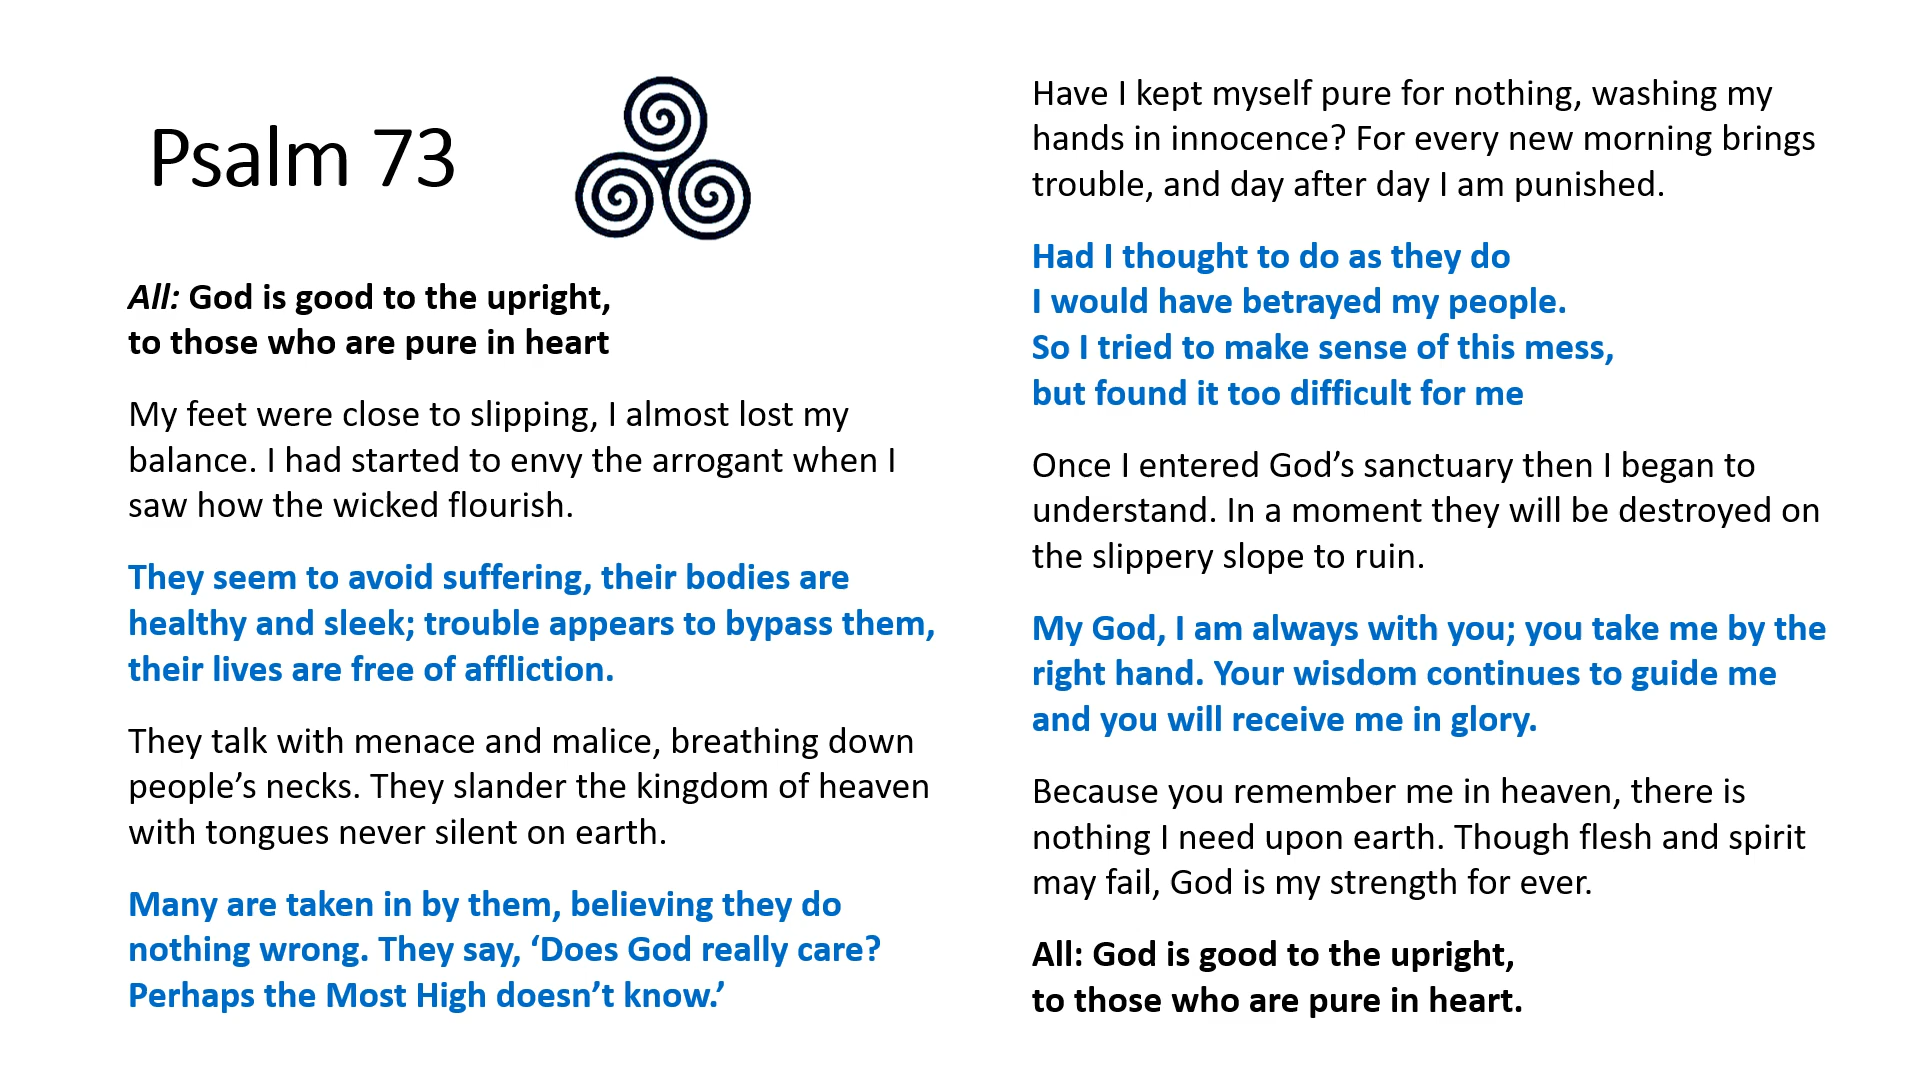 Psalm 73
All: God is good to the upright,
to those who are pure in heart
My feet were close to slipping, I almost lost my
balance. I had started to envy the arrogant when I
saw how the wicked flourish.
They seem to avoid suffering, their bodies are
healthy and sleek; trouble appears to bypass them,
their lives are free of affliction.
They talk with menace and malice, breathing down
people’s necks. They slander the kingdom of heaven
with tongues never silent on earth.
Many are taken in by them, believing they do
nothing wrong. They say, ‘Does God really care?
Perhaps the Most High doesn’t know.’
Have I kept myself pure for nothing, washing my
hands in innocence? For every new morning brings
trouble, and day after day I am punished.
Had I thought to do as they do
I would have betrayed my people.
So I tried to make sense of this mess,
but found it too difficult for me
Once I entered God’s sanctuary then I began to
understand. In a moment they will be destroyed on
the slippery slope to ruin.
My God, I am always with you; you take me by the
right hand. Your wisdom continues to guide me
and you will receive me in glory.
Because you remember me in heaven, there is
nothing I need upon earth. Though flesh and spirit
may fail, God is my strength for ever.
All: God is good to the upright,
to those who are pure in heart.